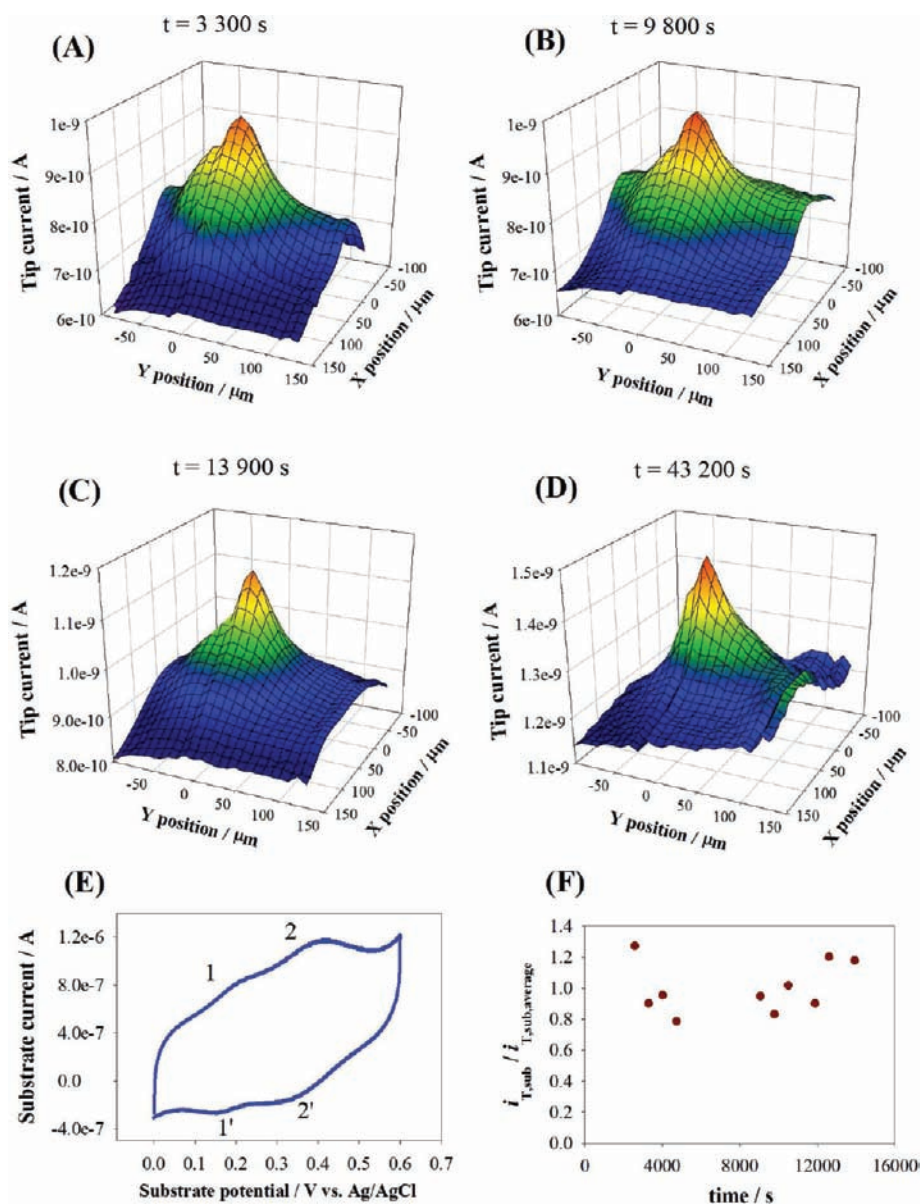 t = 3 300 s
(A)
1e-9
9e-10
8e-10
7e-10
6e-10
Tip current / A
-50
0
50
100
150
Y position / μm
-100
-50
0
50
100
150
X position / μm
t = 9 800 s
(B)
1e-9
9e-10
8e-10
7e-10
6e-10
Tip current / A
-50
0
50
100
150
Y position / μm
-100
-50
0
50
100
150
X position / μm
t = 13 900 s
(C)
1.2e-9
1.1e-9
1.0e-9
9.0e-10
8.0e-10
Tip current / A
-50
0
50
100
150
Y position / μm
-100
-50
0
50
100
150
X position / μm
t = 43 200 s
(D)
1.5e-9
1.4e-9
1.3e-9
1.2e-9
1.1e-9
Tip current / A
-50
0
50
100
150
Y position / μm
-100
-50
0
50
100
150
X position / μm
(E)
Substrate current / A
1.2e-6
8.0e-7
4.0e-7
0.0
-4.0e-7
1
2
1'
2'
0.0 0.1 0.2 0.3 0.4 0.5 0.6 0.7
Substrate potential / V vs. Ag/AgCl
(F)
i T,sub / i T,sub,average
1.4
1.2
1.0
0.8
0.6
0.4
0.2
0.0
0 4000 8000 12000 16000
time / s